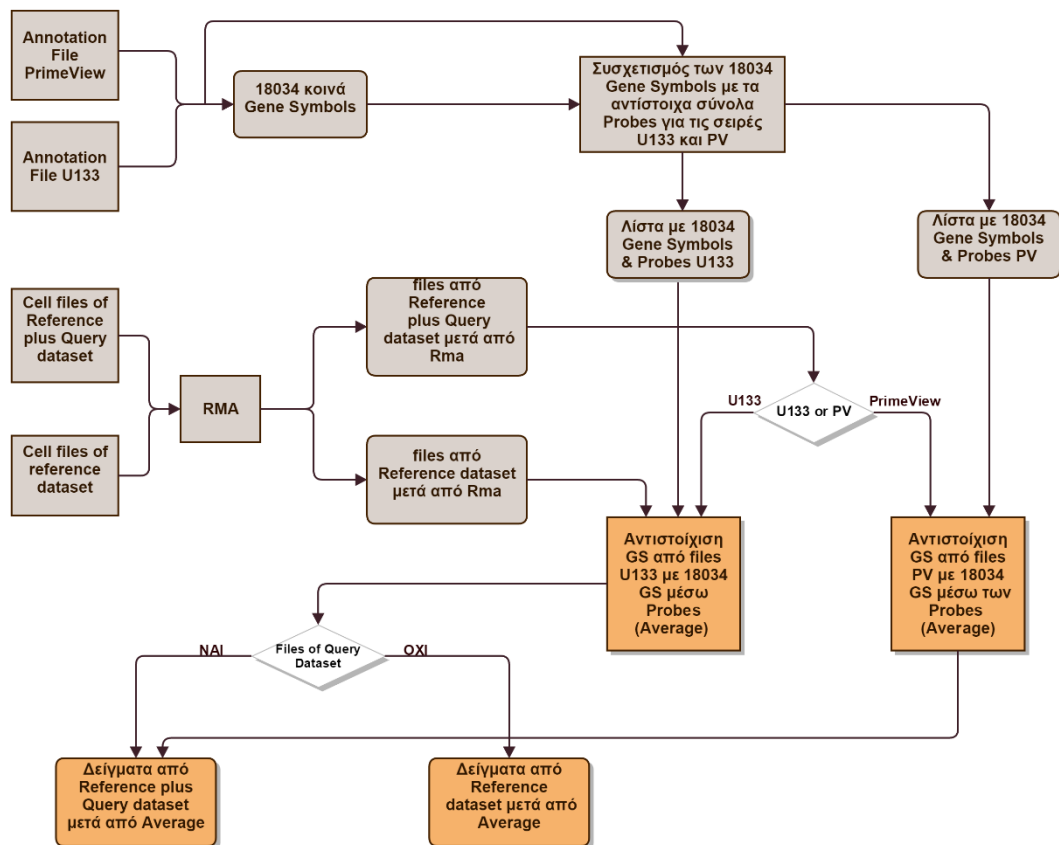 Annotation
File
PrimeView
18034 κοινά
Gene Symbols
Συσχετισμός των 18034
Gene Symbols με τα
αντίστοιχα σύνολα
Probes για τις σειρές
U133 και PV
Annotation
File U133
Λίστα με 18034
Gene Symbols
& Probes U133
Λίστα με 18034
Gene Symbols
& Probes PV
Cell files of
Reference
plus Query
dataset
files από
Reference
plus Query
dataset μετά από
Rma
RMA
U133
U133 or PV
PrimeView
Cell files of
reference
dataset
files από
Reference dataset
μετά από Rma
Αντιστοίχιση
GS από files
U133 με 18034
GS μέσω
Probes
(Average)
Αντιστοίχιση
GS από files
PV με 18034
GS μέσω των
Probes
(Average)
ΝΑΙ
Files of Query
Dataset
ΟΧΙ
Δείγματα από
Reference plus
Query dataset
μετά από Average
Δείγματα από
Reference
dataset μετά από
Average